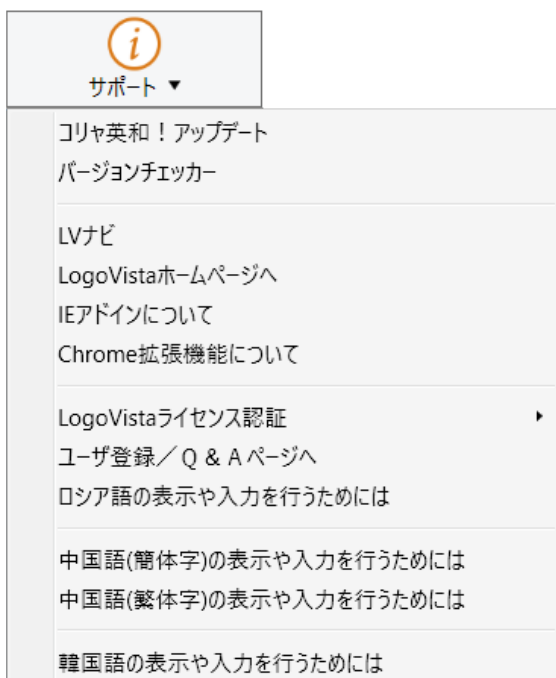 サポート ▼
コリャ英和！アップデート
バージョンチェッカー
LVナビ
LogoVistaホームページへ
IEアドインについて
Chrome拡張機能について
LogoVistaライセンス認証
ユーザ登録／Ｑ＆Ａページへ
ロシア語の表示や入力を行うためには
中国語(簡体字)の表示や入力を行うためには
中国語(繁体字)の表示や入力を行うためには
韓国語の表示や入力を行うためには